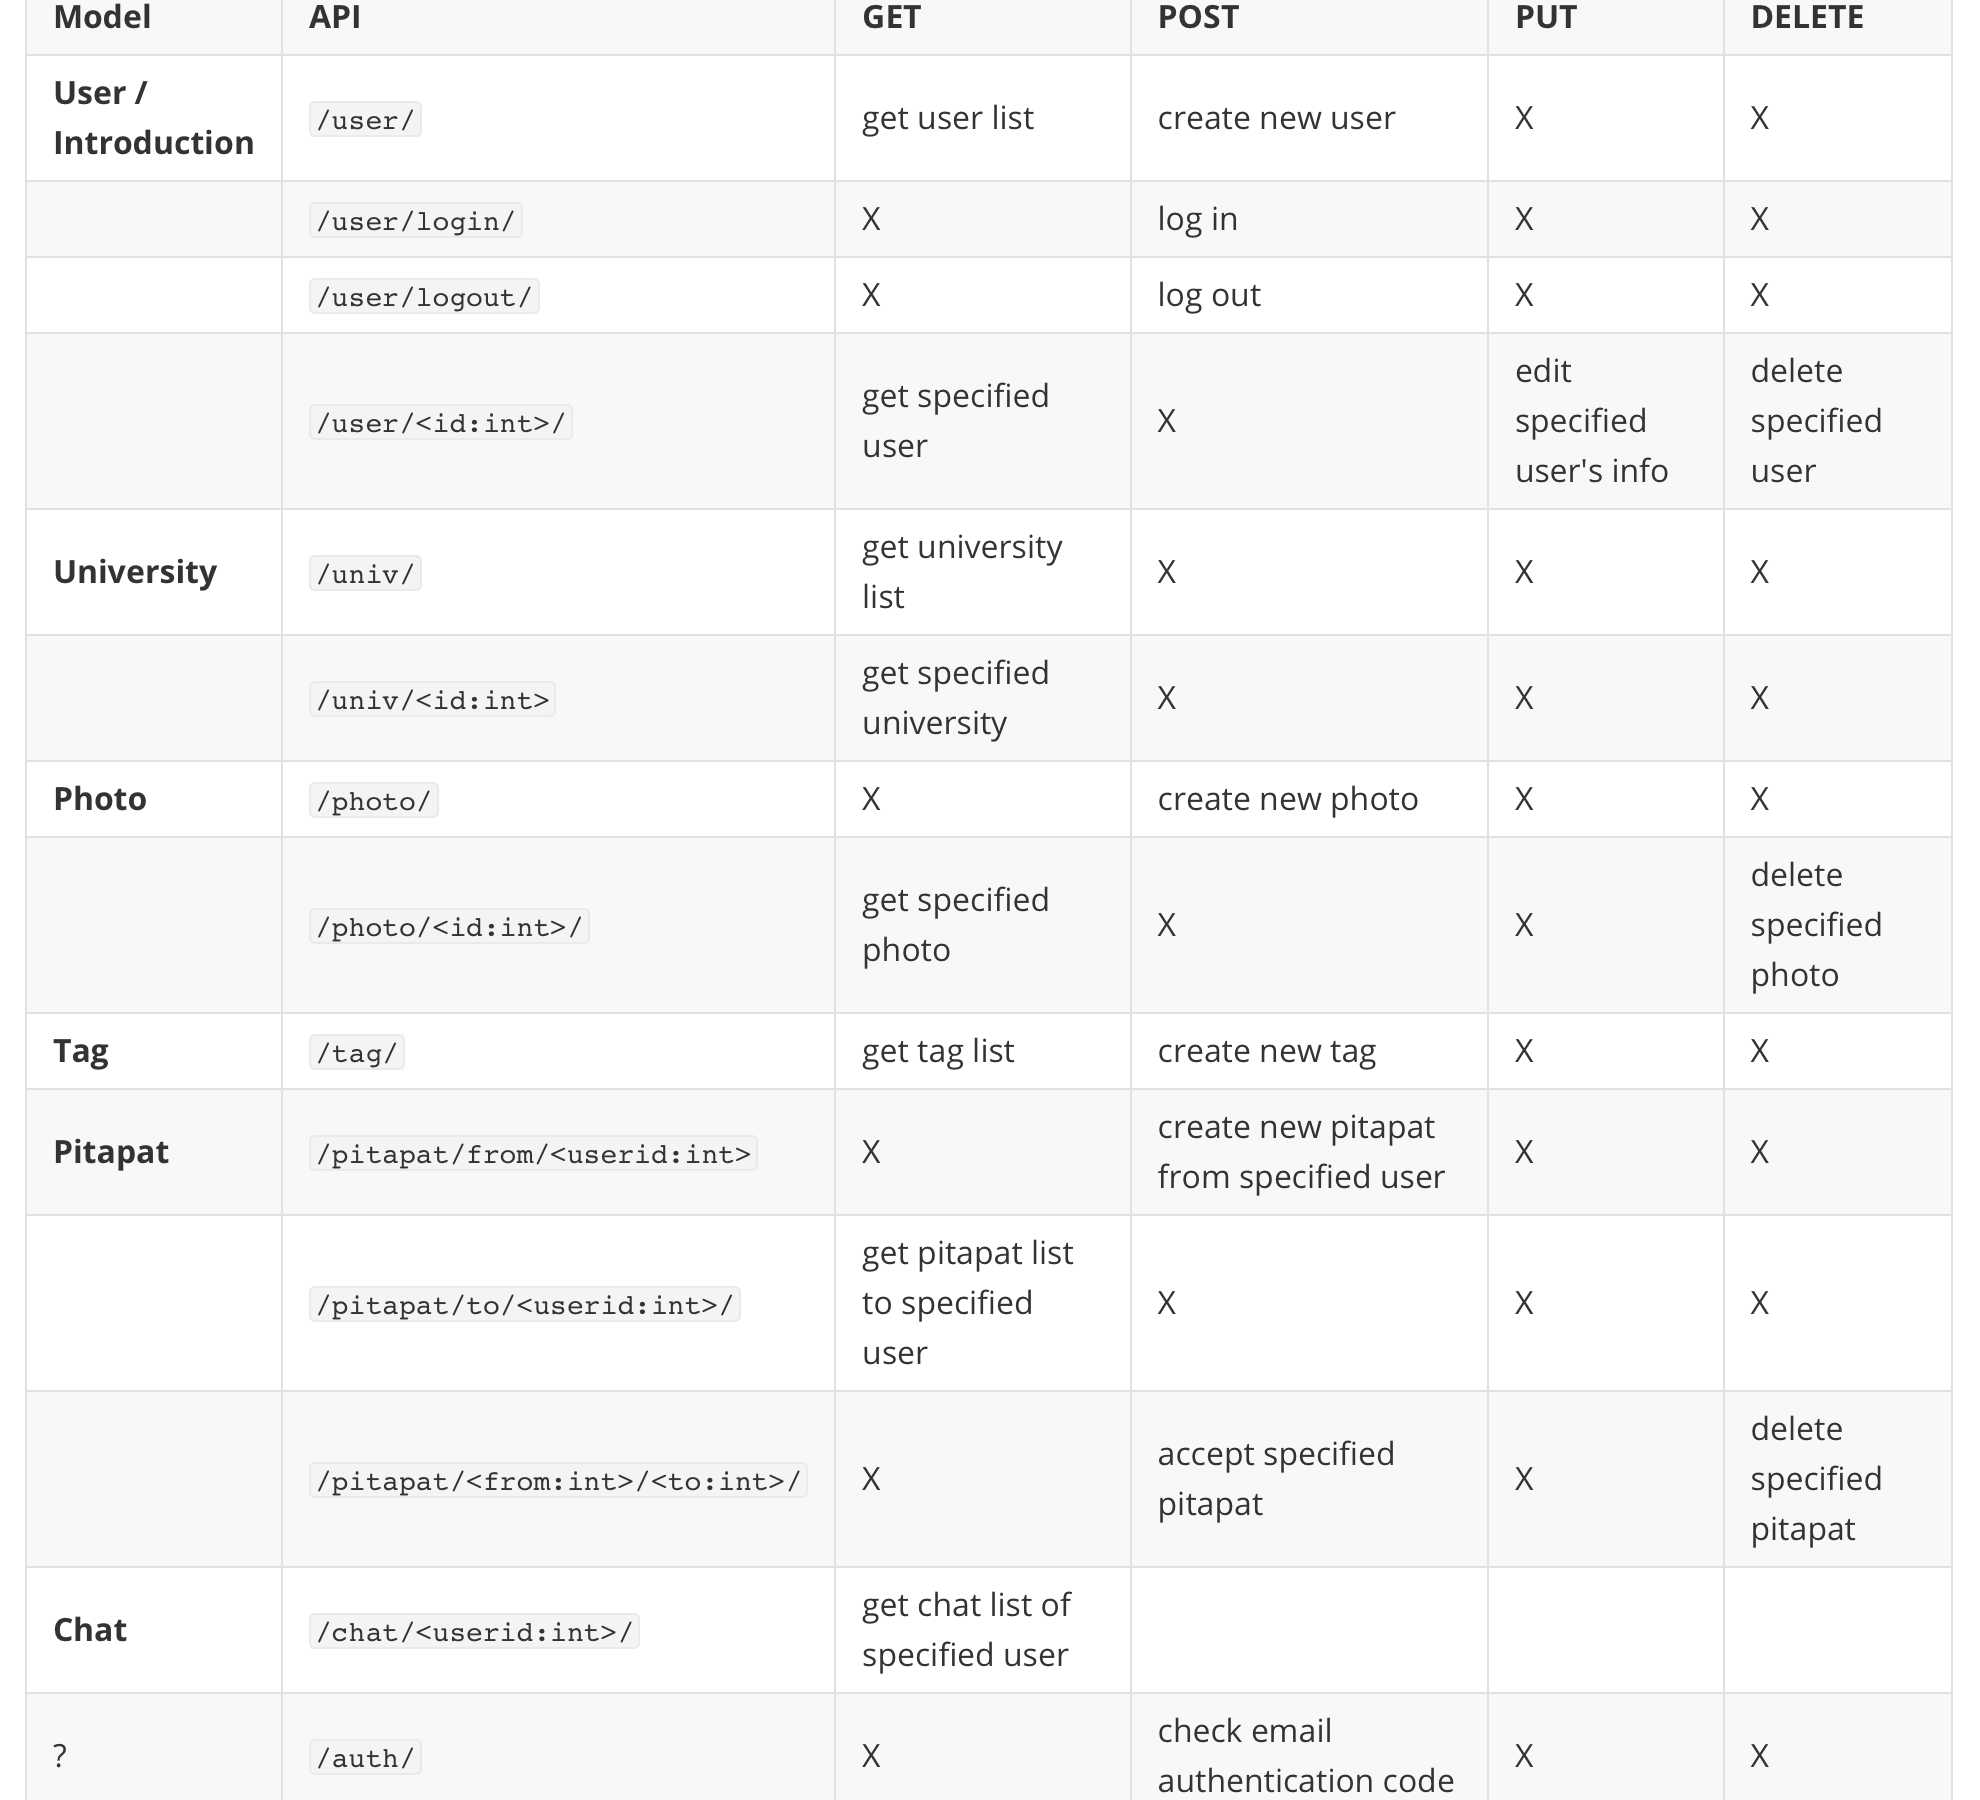 Model API GET POST PUT DELETE
User /
Introduction
/user/ get user list create new user X X
/user/login/ X log in X X
/user/logout/ X log out X X
/user/<id:int>/
get specified
user
X
edit
specified
user's info
delete
specified
user
University
/univ/
get university
list
X X X
/univ/<id:int>
get specified
university
X X X
Photo /photo/ X create new photo X X
/photo/<id:int>/
get specified
photo
X X
delete
specified
photo
Tag /tag/ get tag list create new tag X X
Pitapat /pitapat/from/<userid:int> X
create new pitapat
from specified user
X X
/pitapat/to/<userid:int>/
get pitapat list
to specified
user
X X X
/pitapat/<from:int>/<to:int>/ X
accept specified
pitapat
X
delete
specified
pitapat
Chat /chat/<userid:int>/
get chat list of
specified user
? /auth/ X
check email
authentication code
X X